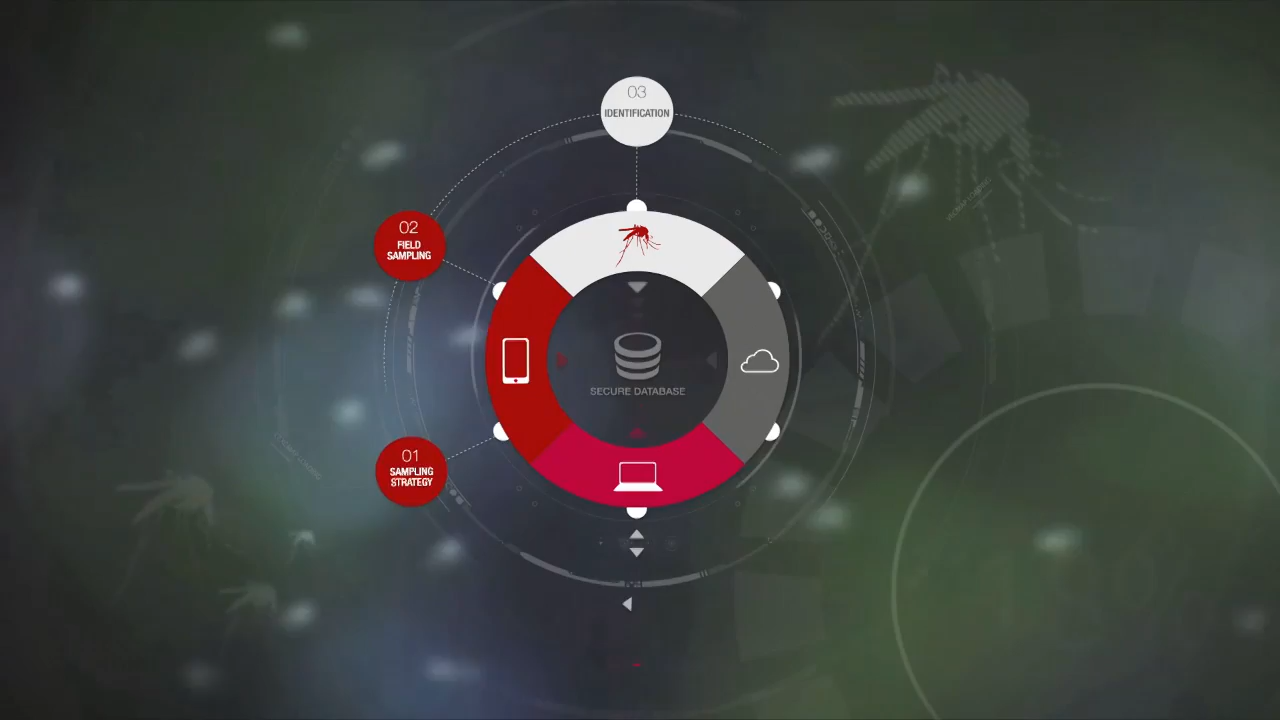 03
IDENTIFICATION
02
FIELD
SAMPLING
SECURE DATABASE
01
SAMPLING
STRATEGY